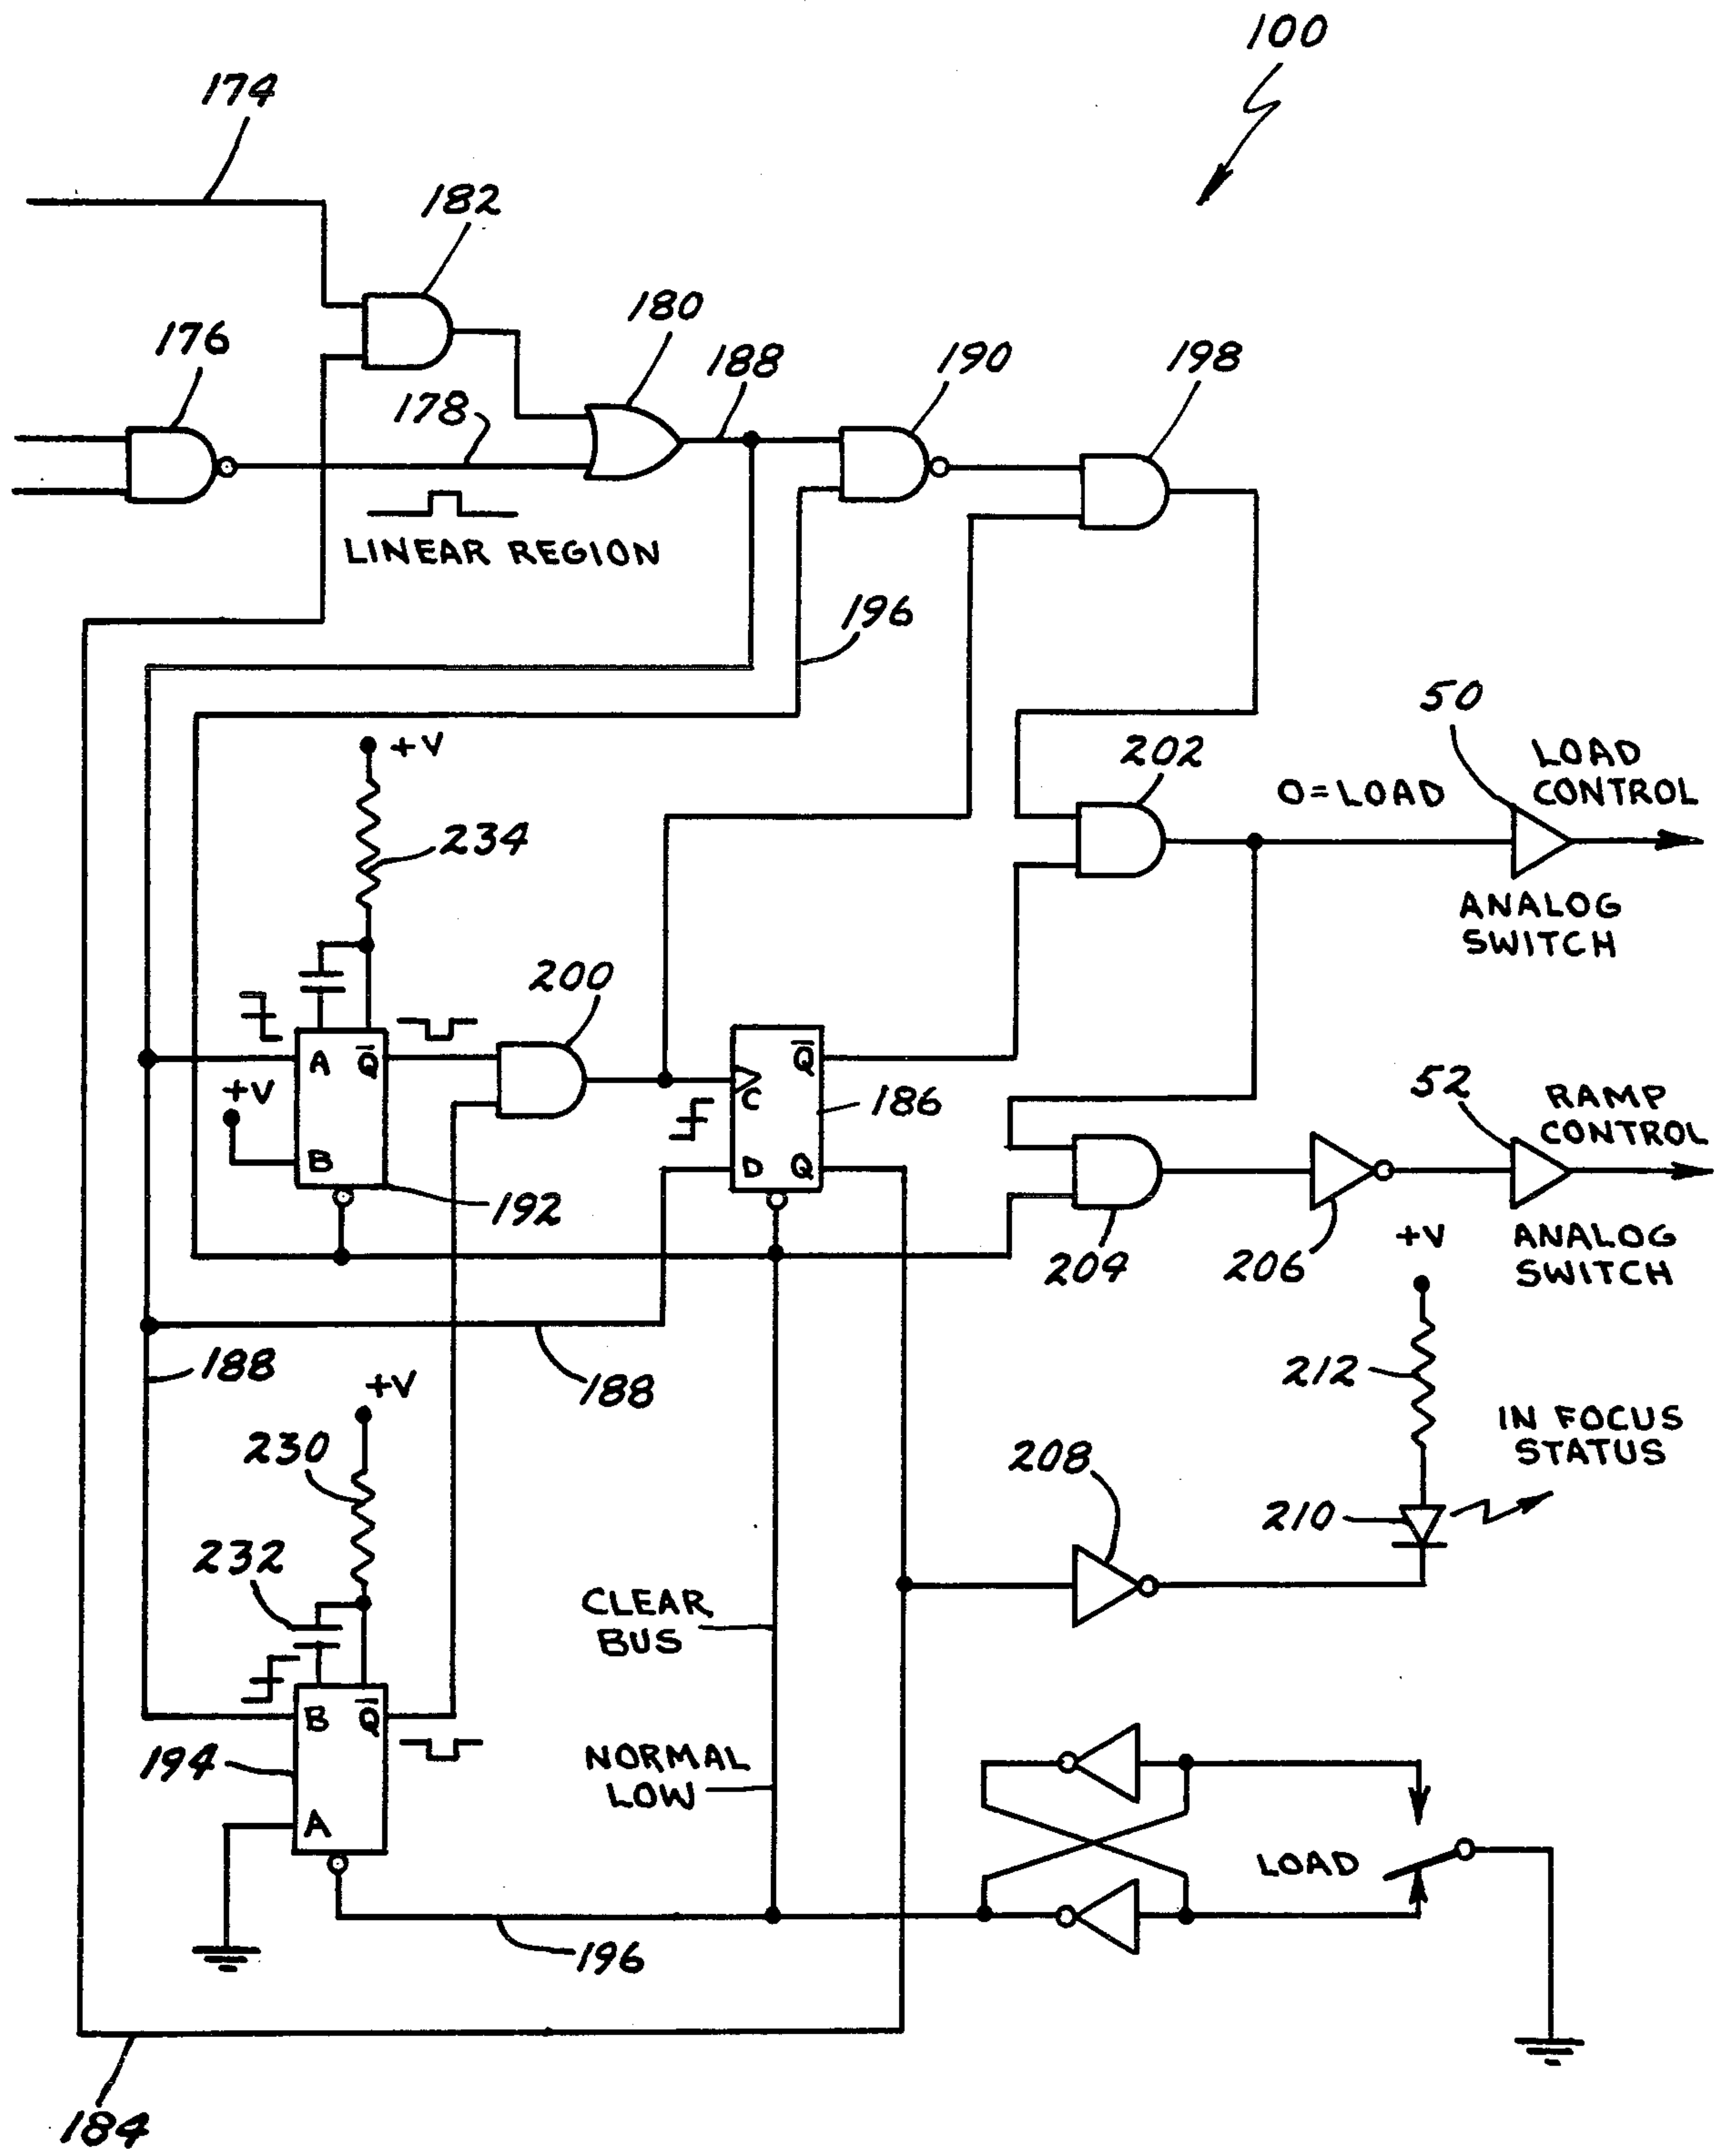 100
174
182
176
180
188
190
198
178
LINEAR REGION
196
+V
50
LOAD
CONTROL
202
O=LOAD
234
ANALOG
SWITCH
200
A Q̅
+V
B
192
C
Q̅
186
D Q
52
RAMP
CONTROL
204
206
+V
ANALOG
SWITCH
188
188
212
+V
230
IN FOCUS
STATUS
208
210
232
CLEAR
BUS
B Q̅
194
A
NORMAL
LOW
LOAD
196
184